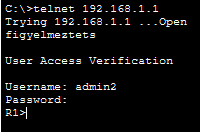 C:\>telnet 192.168.1.1
Trying 192.168.1.1 ...Open
figyelmeztets
User Access Verification
Username: admin2
Password:
R1>